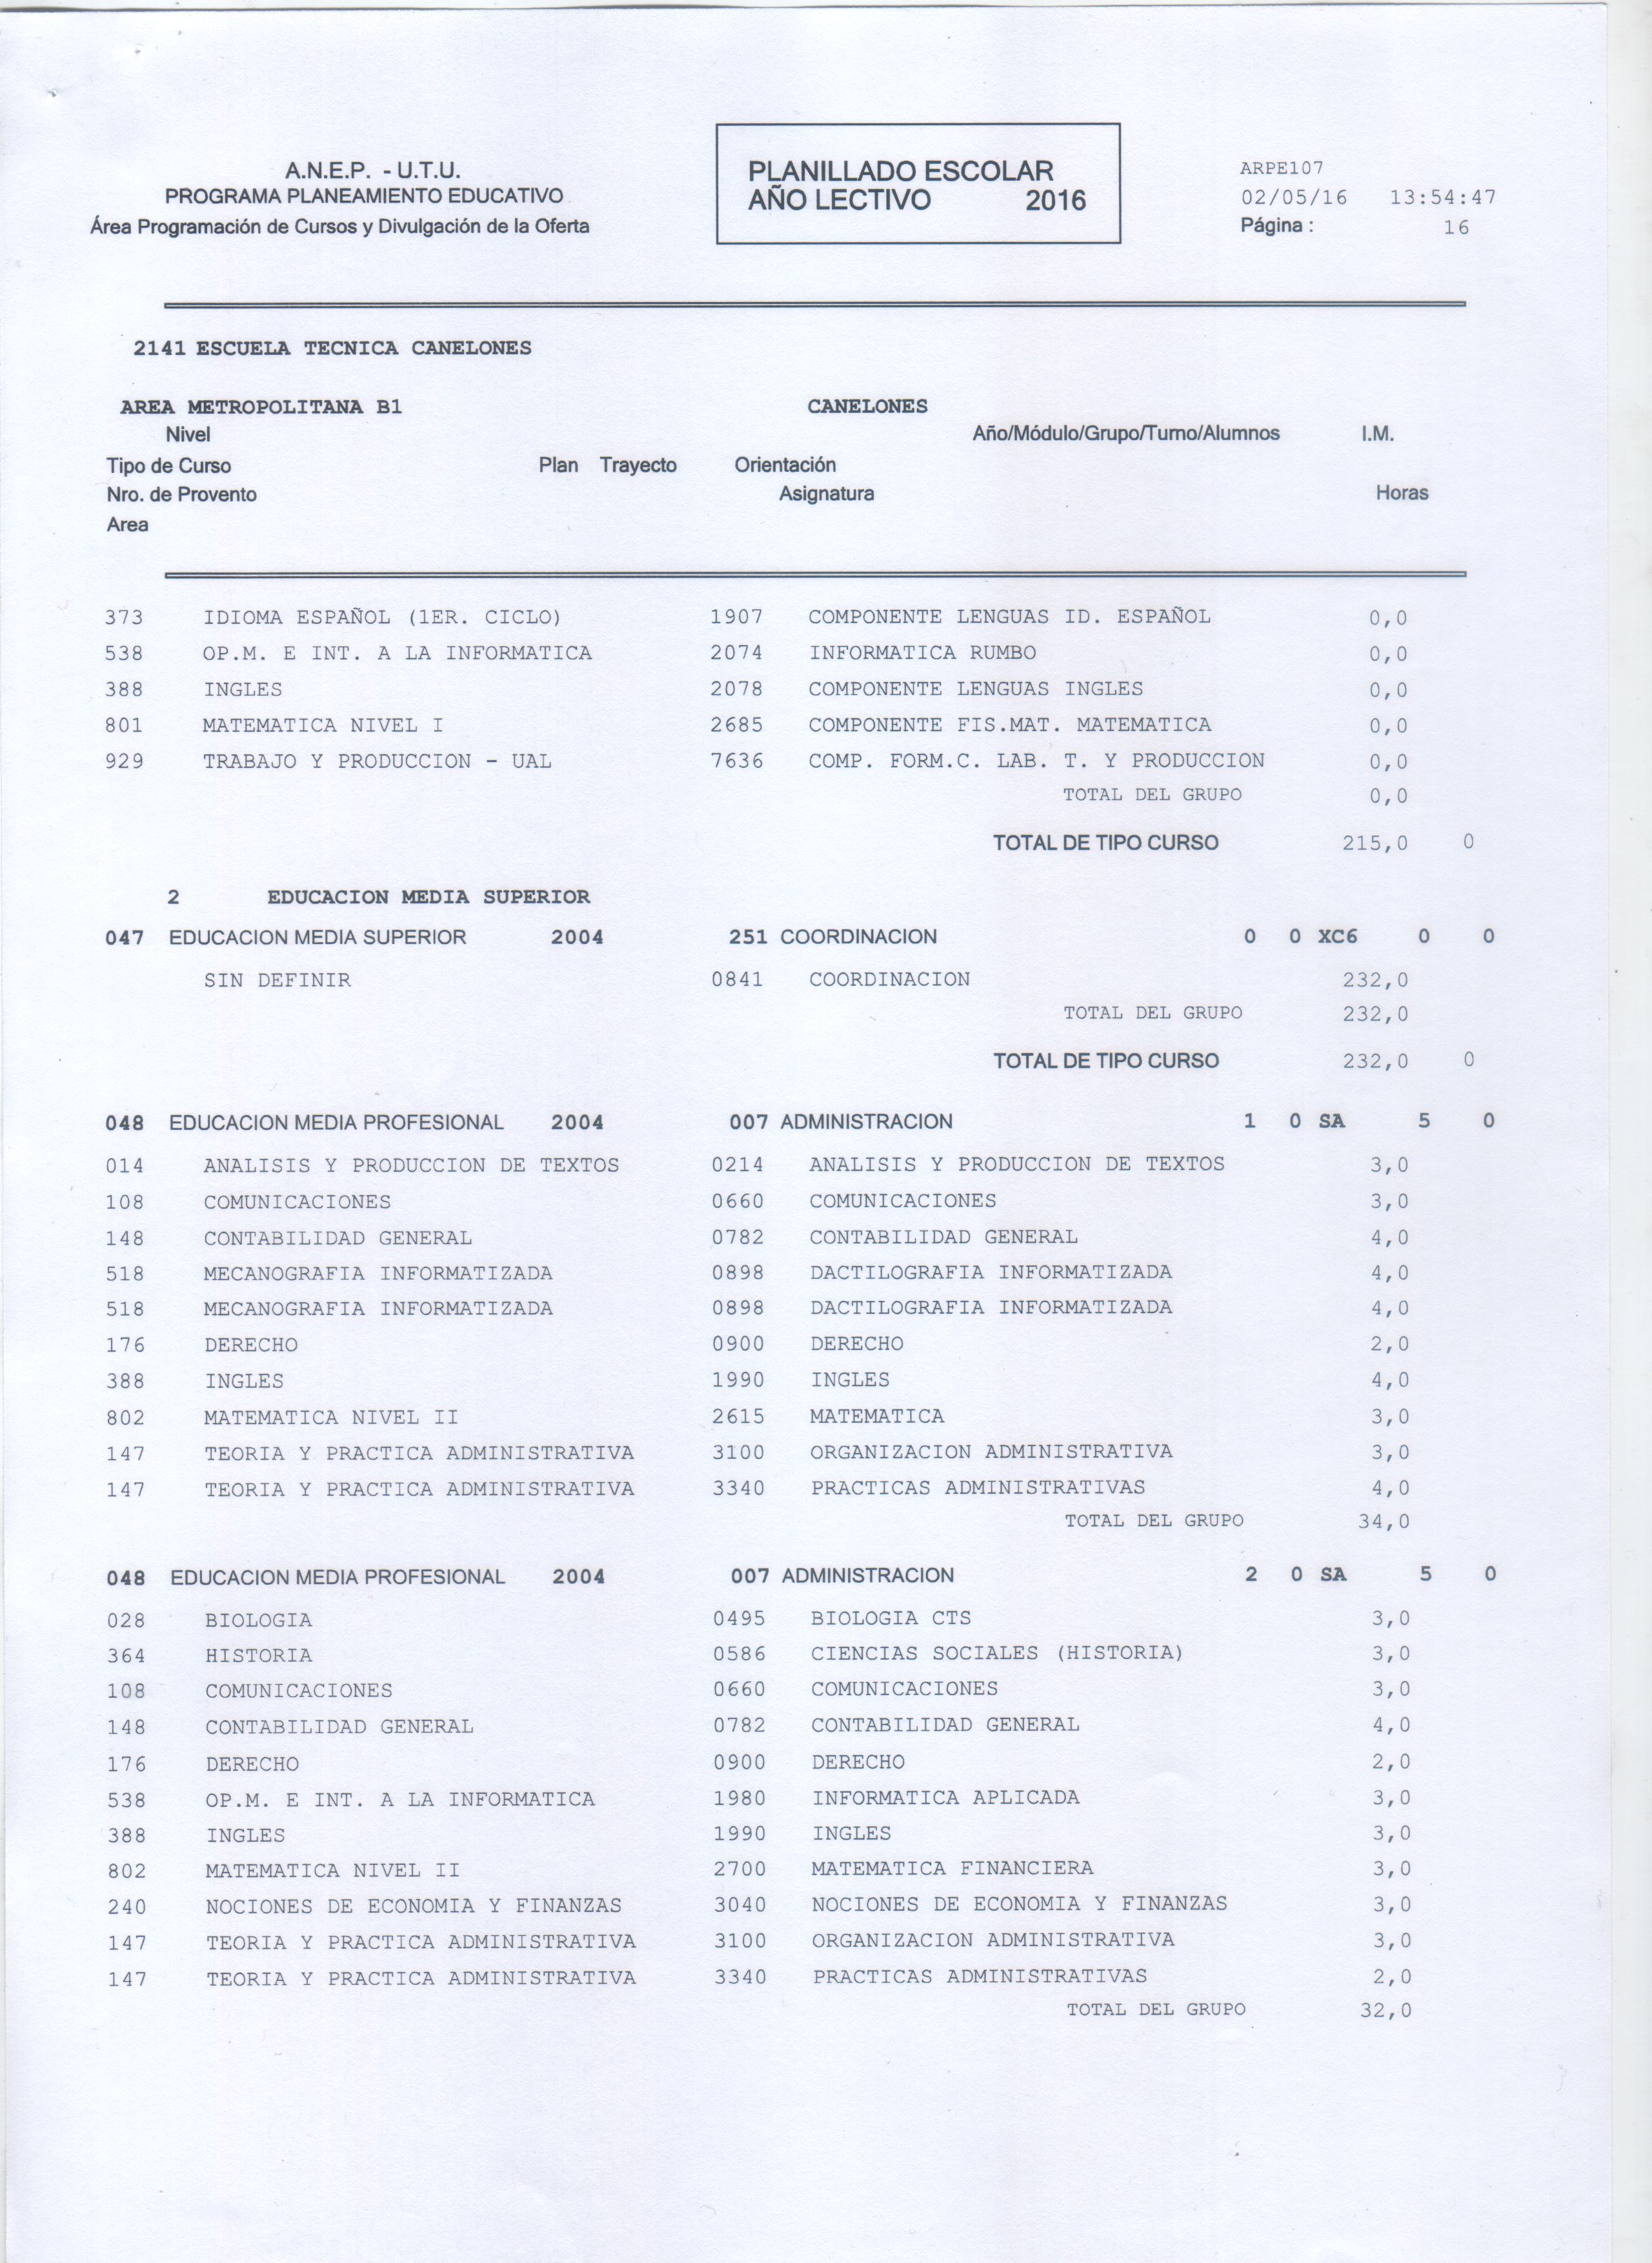 A.N.E.P. - U.T.U.
PROGRAMA PLANEAMIENTO EDUCATIVO
Área Programación de Cursos y Divulgación de la Oferta
PLANILLADO ESCOLAR
AÑO LECTIVO 2016
ARPE107
02/05/16 13:54:47
Página : 16
2141 ESCUELA TECNICA CANELONES
AREA METROPOLITANA B1 CANELONES
Nivel Año/Módulo/Grupo/Turno/Alumnos I.M.
Tipo de Curso Plan Trayecto Orientación
Nro. de Provento Asignatura Horas
Area
373 IDIOMA ESPAÑOL (1ER. CICLO) 1907 COMPONENTE LENGUAS ID. ESPAÑOL 0,0
538 OP.M. E INT. A LA INFORMATICA 2074 INFORMATICA RUMBO 0,0
388 INGLES 2078 COMPONENTE LENGUAS INGLES 0,0
801 MATEMATICA NIVEL I 2685 COMPONENTE FIS.MAT. MATEMATICA 0,0
929 TRABAJO Y PRODUCCION - UAL 7636 COMP. FORM.C. LAB. T. Y PRODUCCION 0,0
TOTAL DEL GRUPO 0,0
TOTAL DE TIPO CURSO 215,0 0
2 EDUCACION MEDIA SUPERIOR
047 EDUCACION MEDIA SUPERIOR 2004 251 COORDINACION 0 0 XC6 0 0
SIN DEFINIR 0841 COORDINACION 232,0
TOTAL DEL GRUPO 232,0
TOTAL DE TIPO CURSO 232,0 0
048 EDUCACION MEDIA PROFESIONAL 2004 007 ADMINISTRACION 1 0 SA 5 0
014 ANALISIS Y PRODUCCION DE TEXTOS 0214 ANALISIS Y PRODUCCION DE TEXTOS 3,0
108 COMUNICACIONES 0660 COMUNICACIONES 3,0
148 CONTABILIDAD GENERAL 0782 CONTABILIDAD GENERAL 4,0
518 MECANOGRAFIA INFORMATIZADA 0898 DACTILOGRAFIA INFORMATIZADA 4,0
518 MECANOGRAFIA INFORMATIZADA 0898 DACTILOGRAFIA INFORMATIZADA 4,0
176 DERECHO 0900 DERECHO 2,0
388 INGLES 1990 INGLES 4,0
802 MATEMATICA NIVEL II 2615 MATEMATICA 3,0
147 TEORIA Y PRACTICA ADMINISTRATIVA 3100 ORGANIZACION ADMINISTRATIVA 3,0
147 TEORIA Y PRACTICA ADMINISTRATIVA 3340 PRACTICAS ADMINISTRATIVAS 4,0
TOTAL DEL GRUPO 34,0
048 EDUCACION MEDIA PROFESIONAL 2004 007 ADMINISTRACION 2 0 SA 5 0
028 BIOLOGIA 0495 BIOLOGIA CTS 3,0
364 HISTORIA 0586 CIENCIAS SOCIALES (HISTORIA) 3,0
108 COMUNICACIONES 0660 COMUNICACIONES 3,0
148 CONTABILIDAD GENERAL 0782 CONTABILIDAD GENERAL 4,0
176 DERECHO 0900 DERECHO 2,0
538 OP.M. E INT. A LA INFORMATICA 1980 INFORMATICA APLICADA 3,0
388 INGLES 1990 INGLES 3,0
802 MATEMATICA NIVEL II 2700 MATEMATICA FINANCIERA 3,0
240 NOCIONES DE ECONOMIA Y FINANZAS 3040 NOCIONES DE ECONOMIA Y FINANZAS 3,0
147 TEORIA Y PRACTICA ADMINISTRATIVA 3100 ORGANIZACION ADMINISTRATIVA 3,0
147 TEORIA Y PRACTICA ADMINISTRATIVA 3340 PRACTICAS ADMINISTRATIVAS 2,0
TOTAL DEL GRUPO 32,0